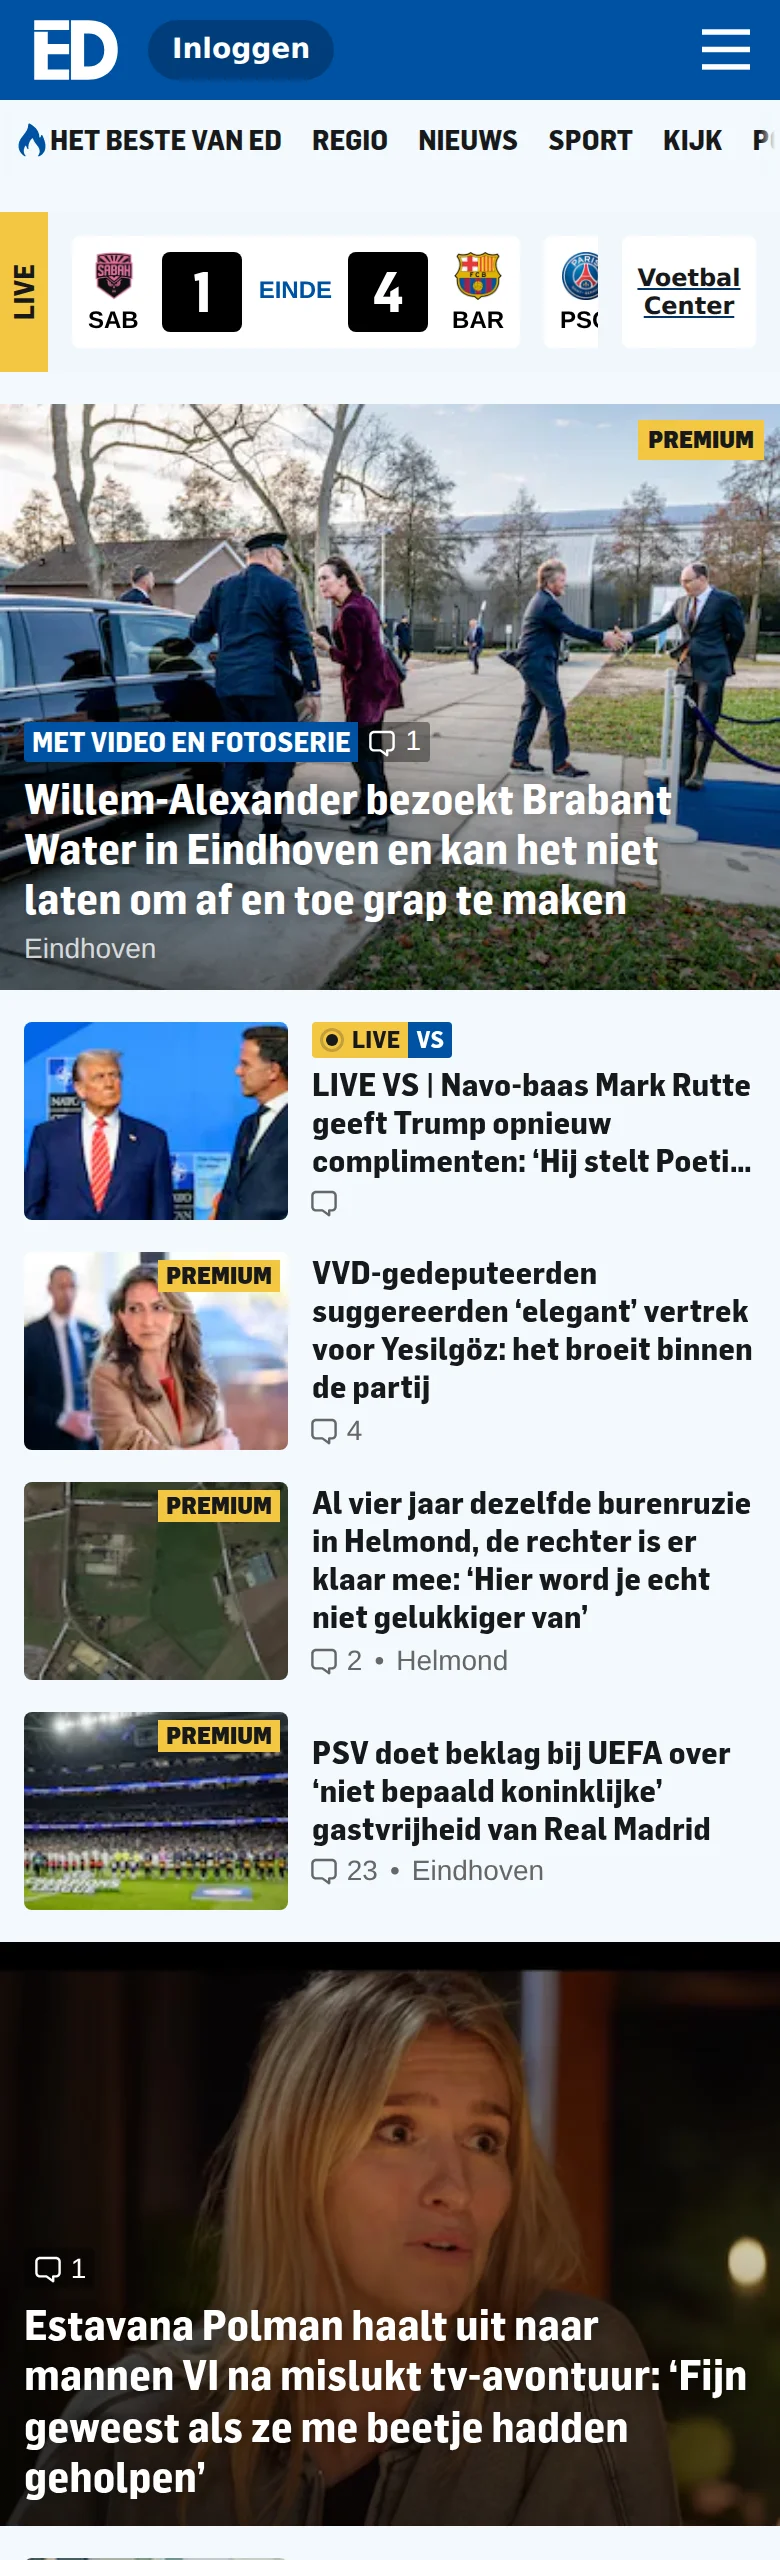 ED
Inloggen
HET BESTE VAN ED REGIO NIEUWS SPORT KIJK
LIVE
SABAH
SAB
1
EINDE
4
FCB
BAR
PARIS
Voetbal
Center
PREMIUM
MET VIDEO EN FOTOSERIE 1
Willem-Alexander bezoekt Brabant
Water in Eindhoven en kan het niet
laten om af en toe grap te maken
Eindhoven
LIVE VS
LIVE VS | Navo-baas Mark Rutte
geeft Trump opnieuw
complimenten: ‘Hij stelt Poeti...
PREMIUM
VVD-gedeputeerden
suggereerden ‘elegant’ vertrek
voor Yesilgöz: het broeit binnen
de partij
4
PREMIUM
Al vier jaar dezelfde burenruzie
in Helmond, de rechter is er
klaar mee: ‘Hier word je echt
niet gelukkiger van’
2 • Helmond
PREMIUM
PSV doet beklag bij UEFA over
‘niet bepaald koninklijke’
gastvrijheid van Real Madrid
23 • Eindhoven
1
Estavana Polman haalt uit naar
mannen VI na mislukt tv-avontuur: ‘Fijn
geweest als ze me beetje hadden
geholpen’